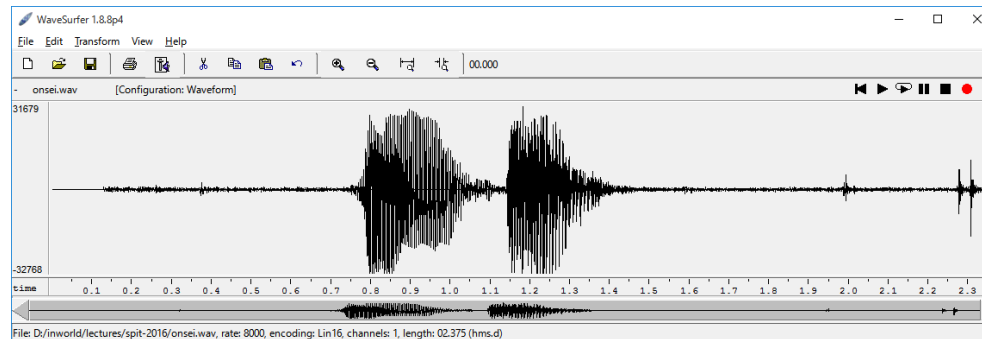 WaveSurfer 1.8.8p4
File Edit Transform View Help
00.000
- onsei.wav [Configuration: Waveform]
31679
-32768
time 0.1 0.2 0.3 0.4 0.5 0.6 0.7 0.8 0.9 1.0 1.1 1.2 1.3 1.4 1.5 1.6 1.7 1.8 1.9 2.0 2.1 2.2 2.3
File: D:/inworld/lectures/spit-2016/onsei.wav, rate: 8000, encoding: Lin16, channels: 1, length: 02.375 (hms.d)